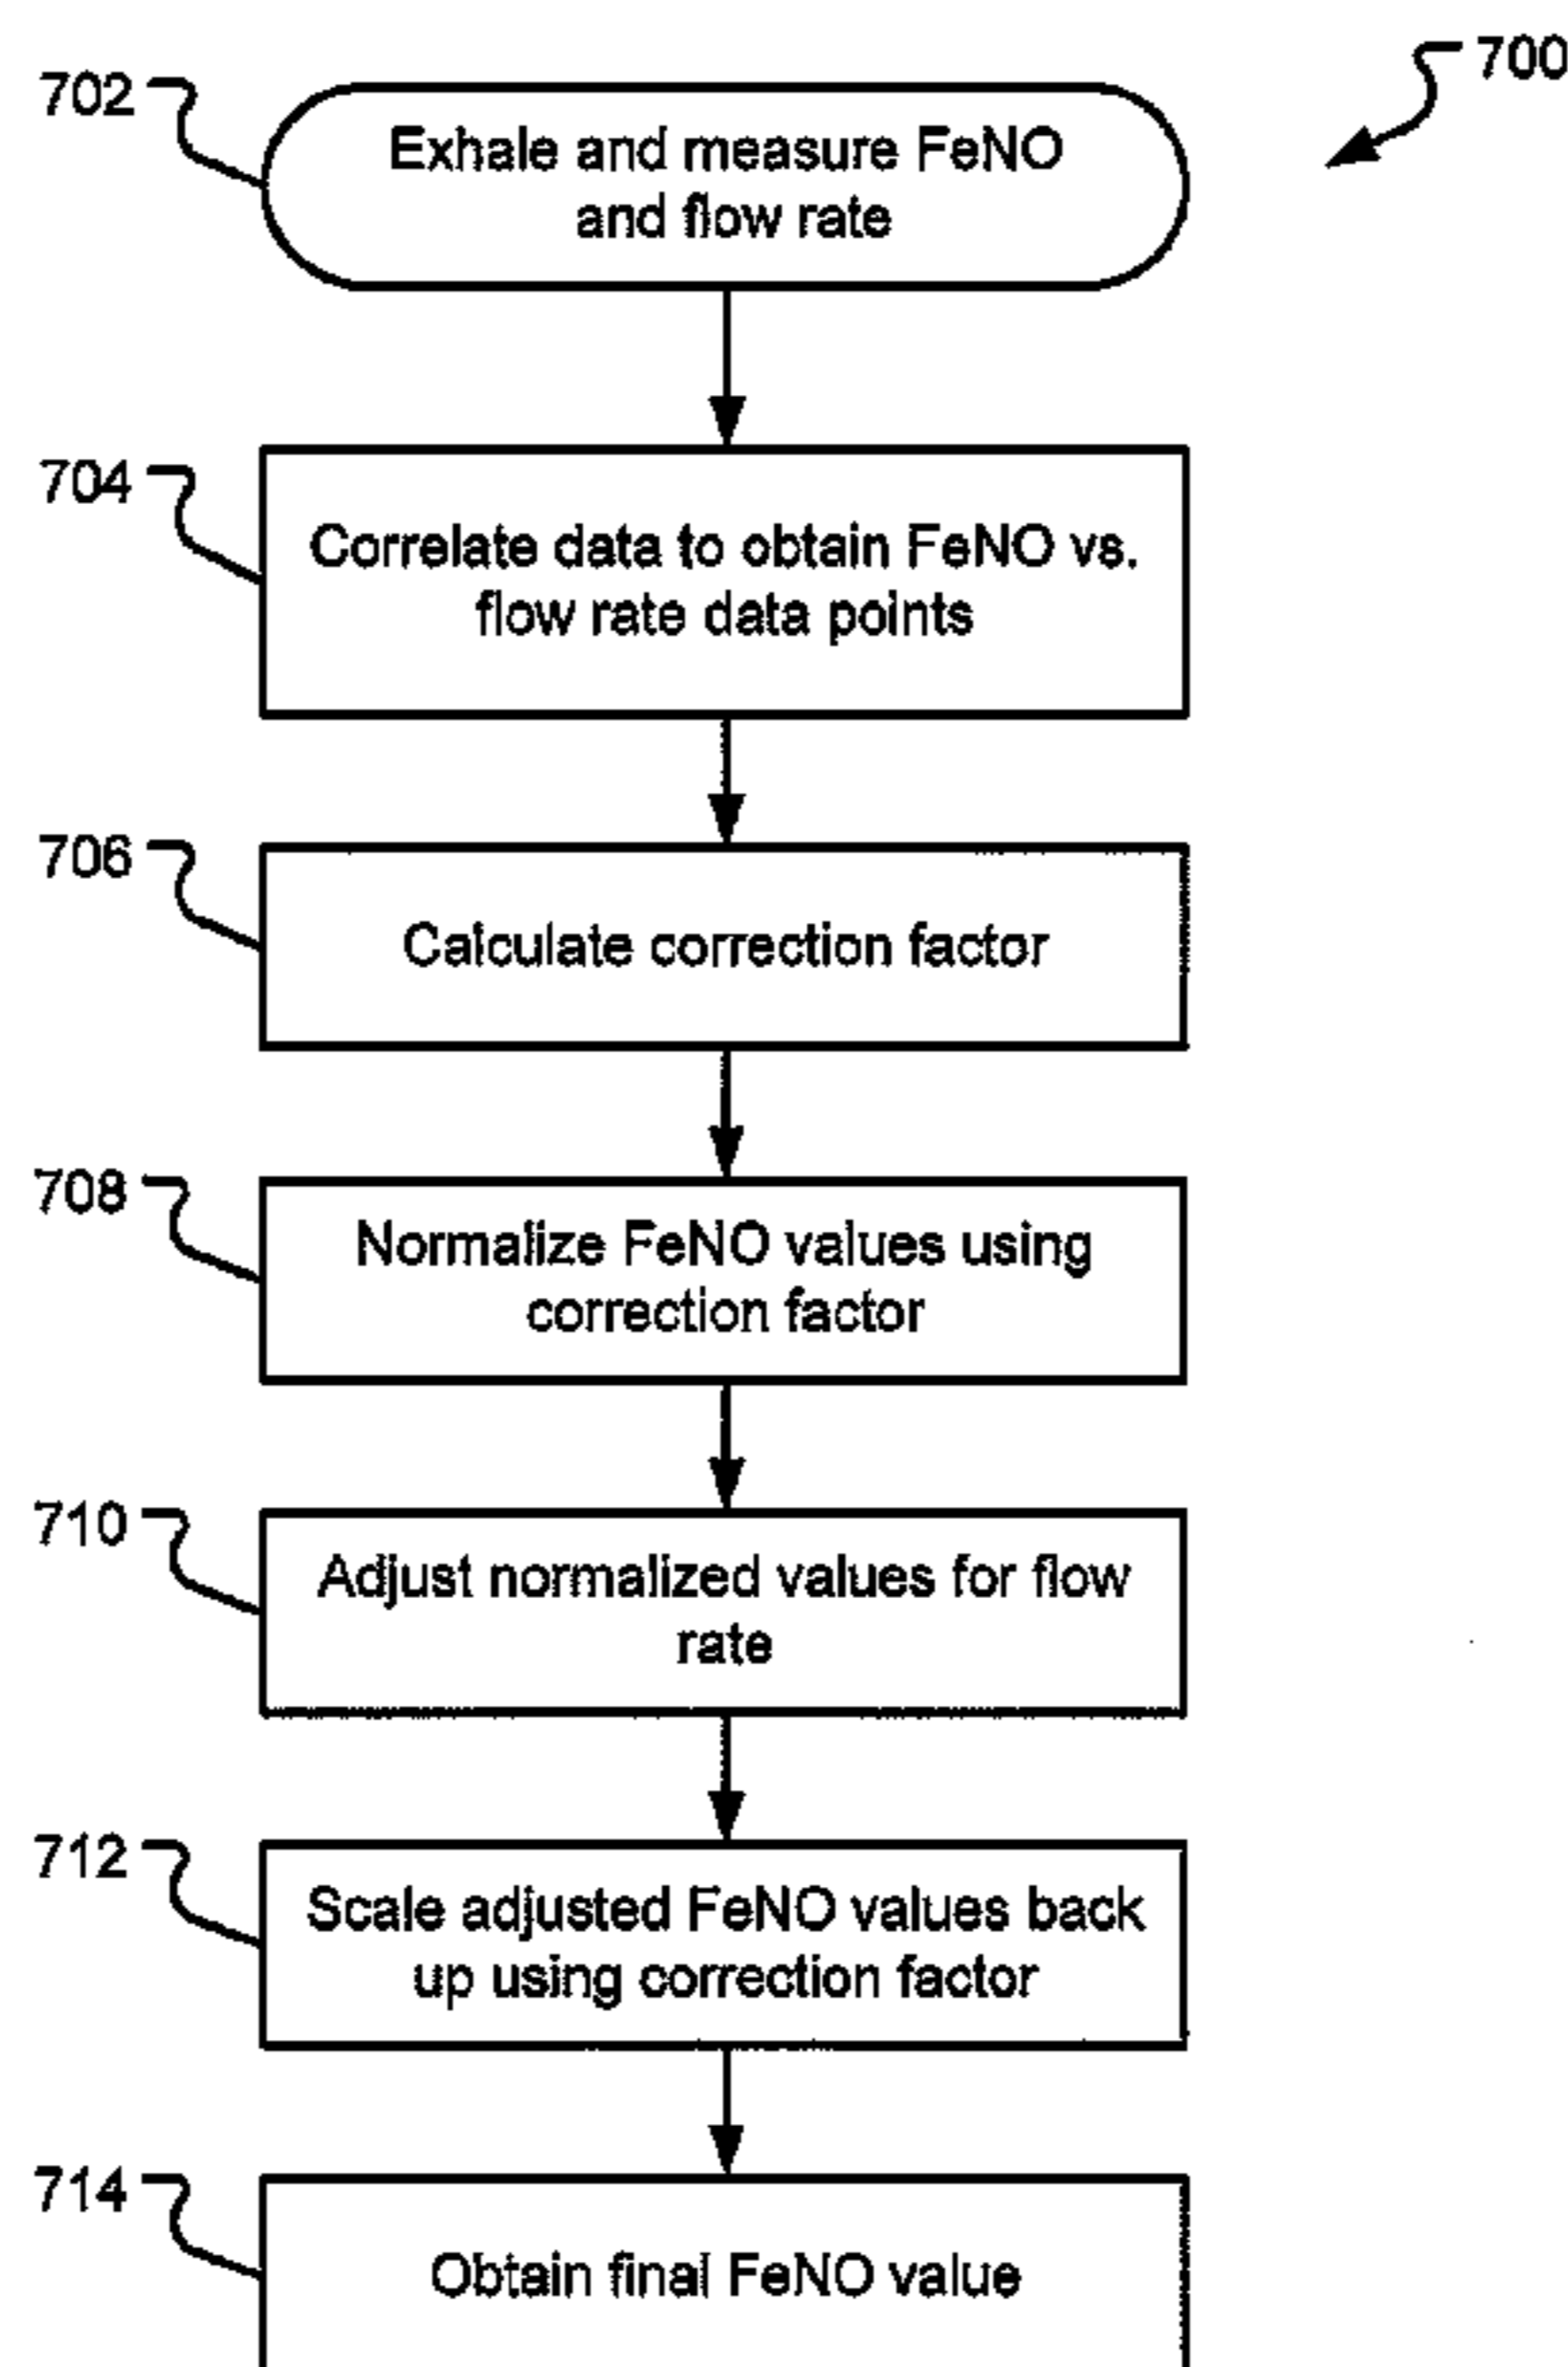 700
702
Exhale and measure FeNO
and flow rate
704
Correlate data to obtain FeNO vs.
flow rate data points
706
Calculate correction factor
708
Normalize FeNO values using
correction factor
710
Adjust normalized values for flow
rate
712
Scale adjusted FeNO values back
up using correction factor
714
Obtain final FeNO value